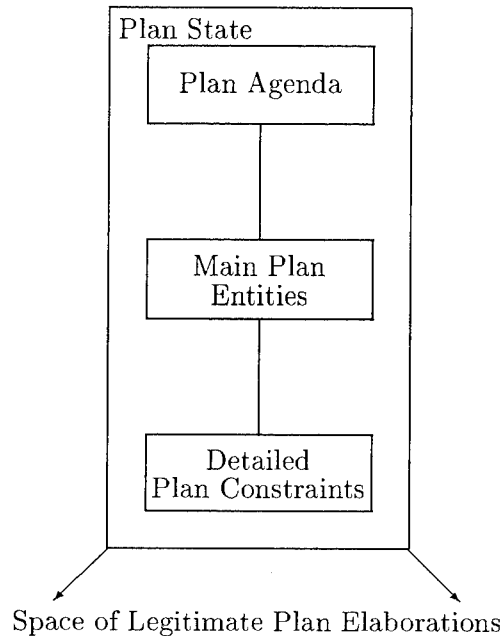 Plan State
Plan Agenda
Main Plan
Entities
Detailed
Plan Constraints
Space of Legitimate Plan Elaborations